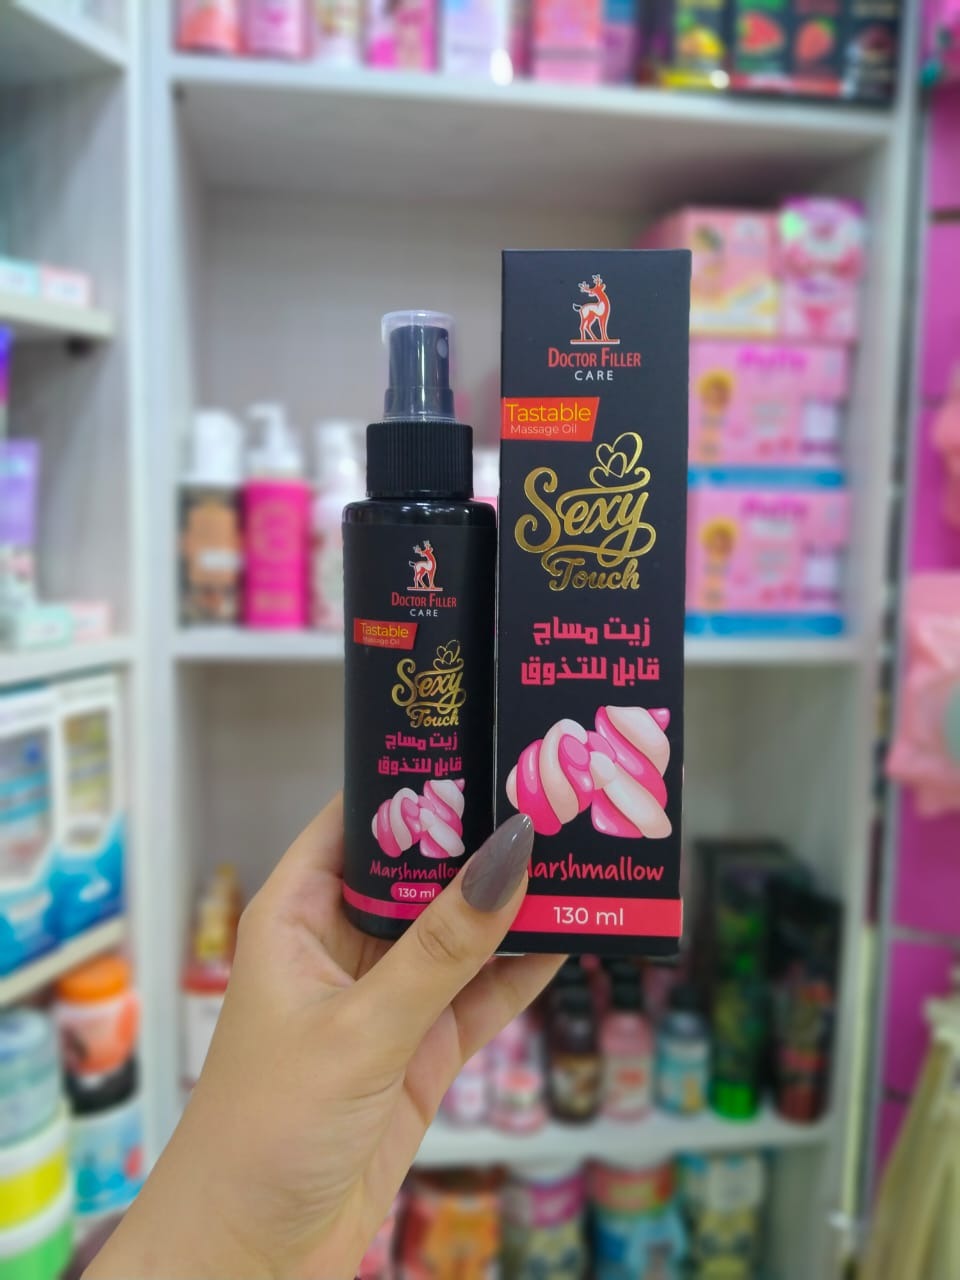 DOCTOR FILLER
CARE
Tastable
Massage Oil
Sexy
Touch
زيت مساج
قابل للتذوق
Marshmallow
130 ml
DOCTOR FILLER
CARE
Tastable
Massage Oil
Sexy
Touch
زيت مساج
قابل للتذوق
arshmallow
130 ml